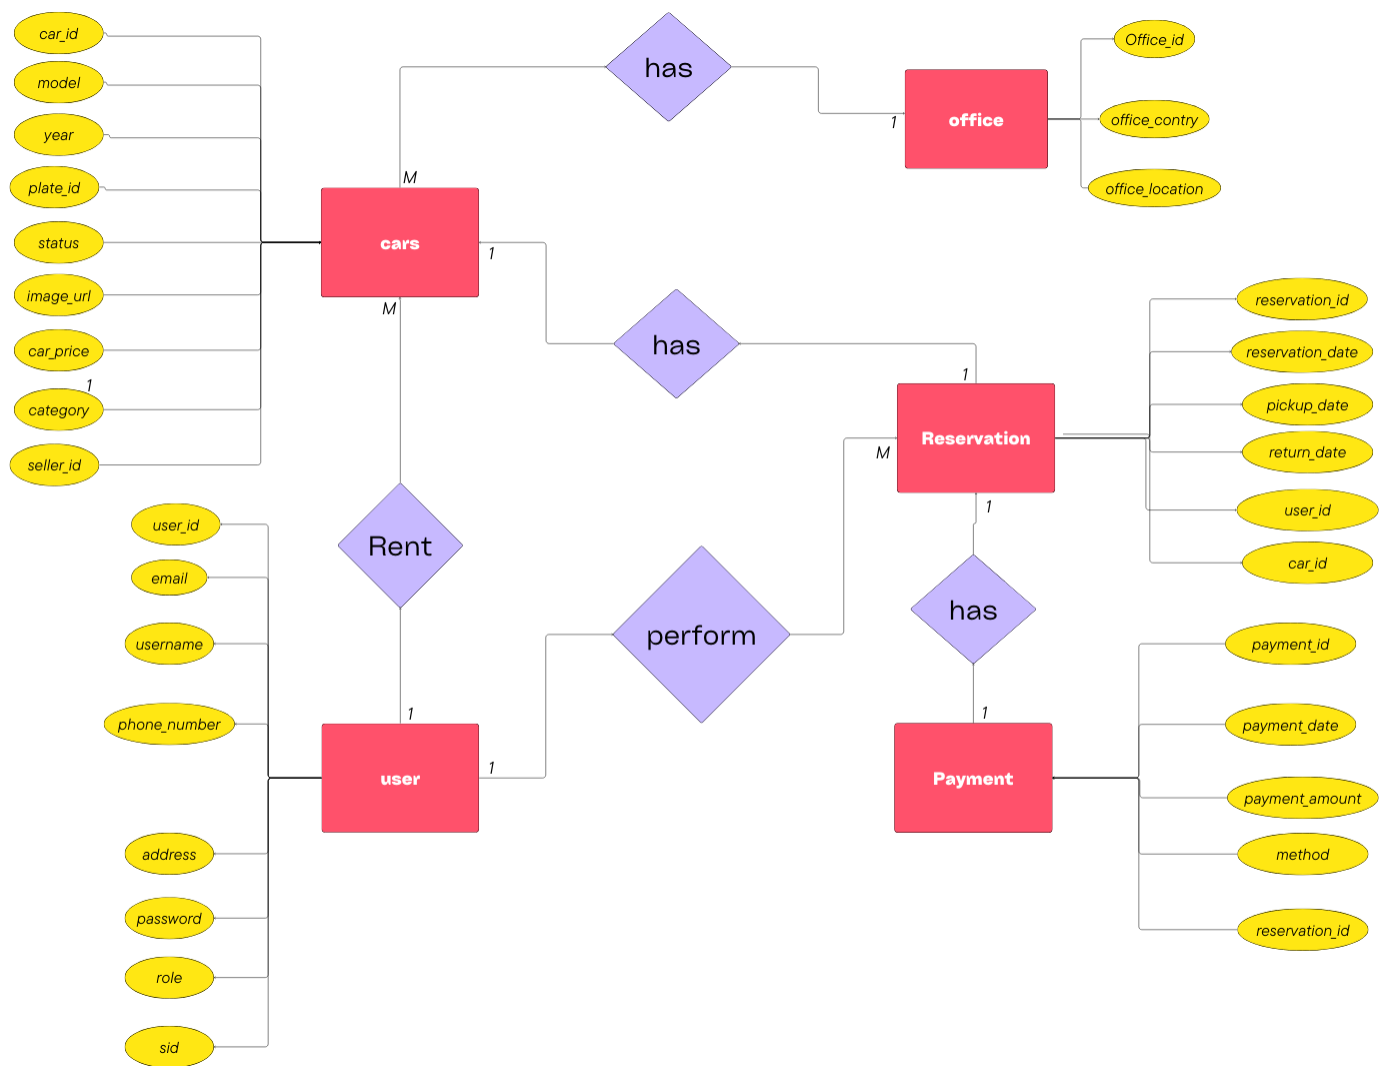 car_id
model
year
plate_id
status
image_url
car_price
1
category
seller_id
has
M
1
office
Office_id
office_contry
office_location
cars
1
M
has
1
Reservation
M
1
reservation_id
reservation_date
pickup_date
return_date
user_id
car_id
Rent
1
user_id
email
username
phone_number
user
1
address
password
role
sid
perform
has
1
Payment
payment_id
payment_date
payment_amount
method
reservation_id